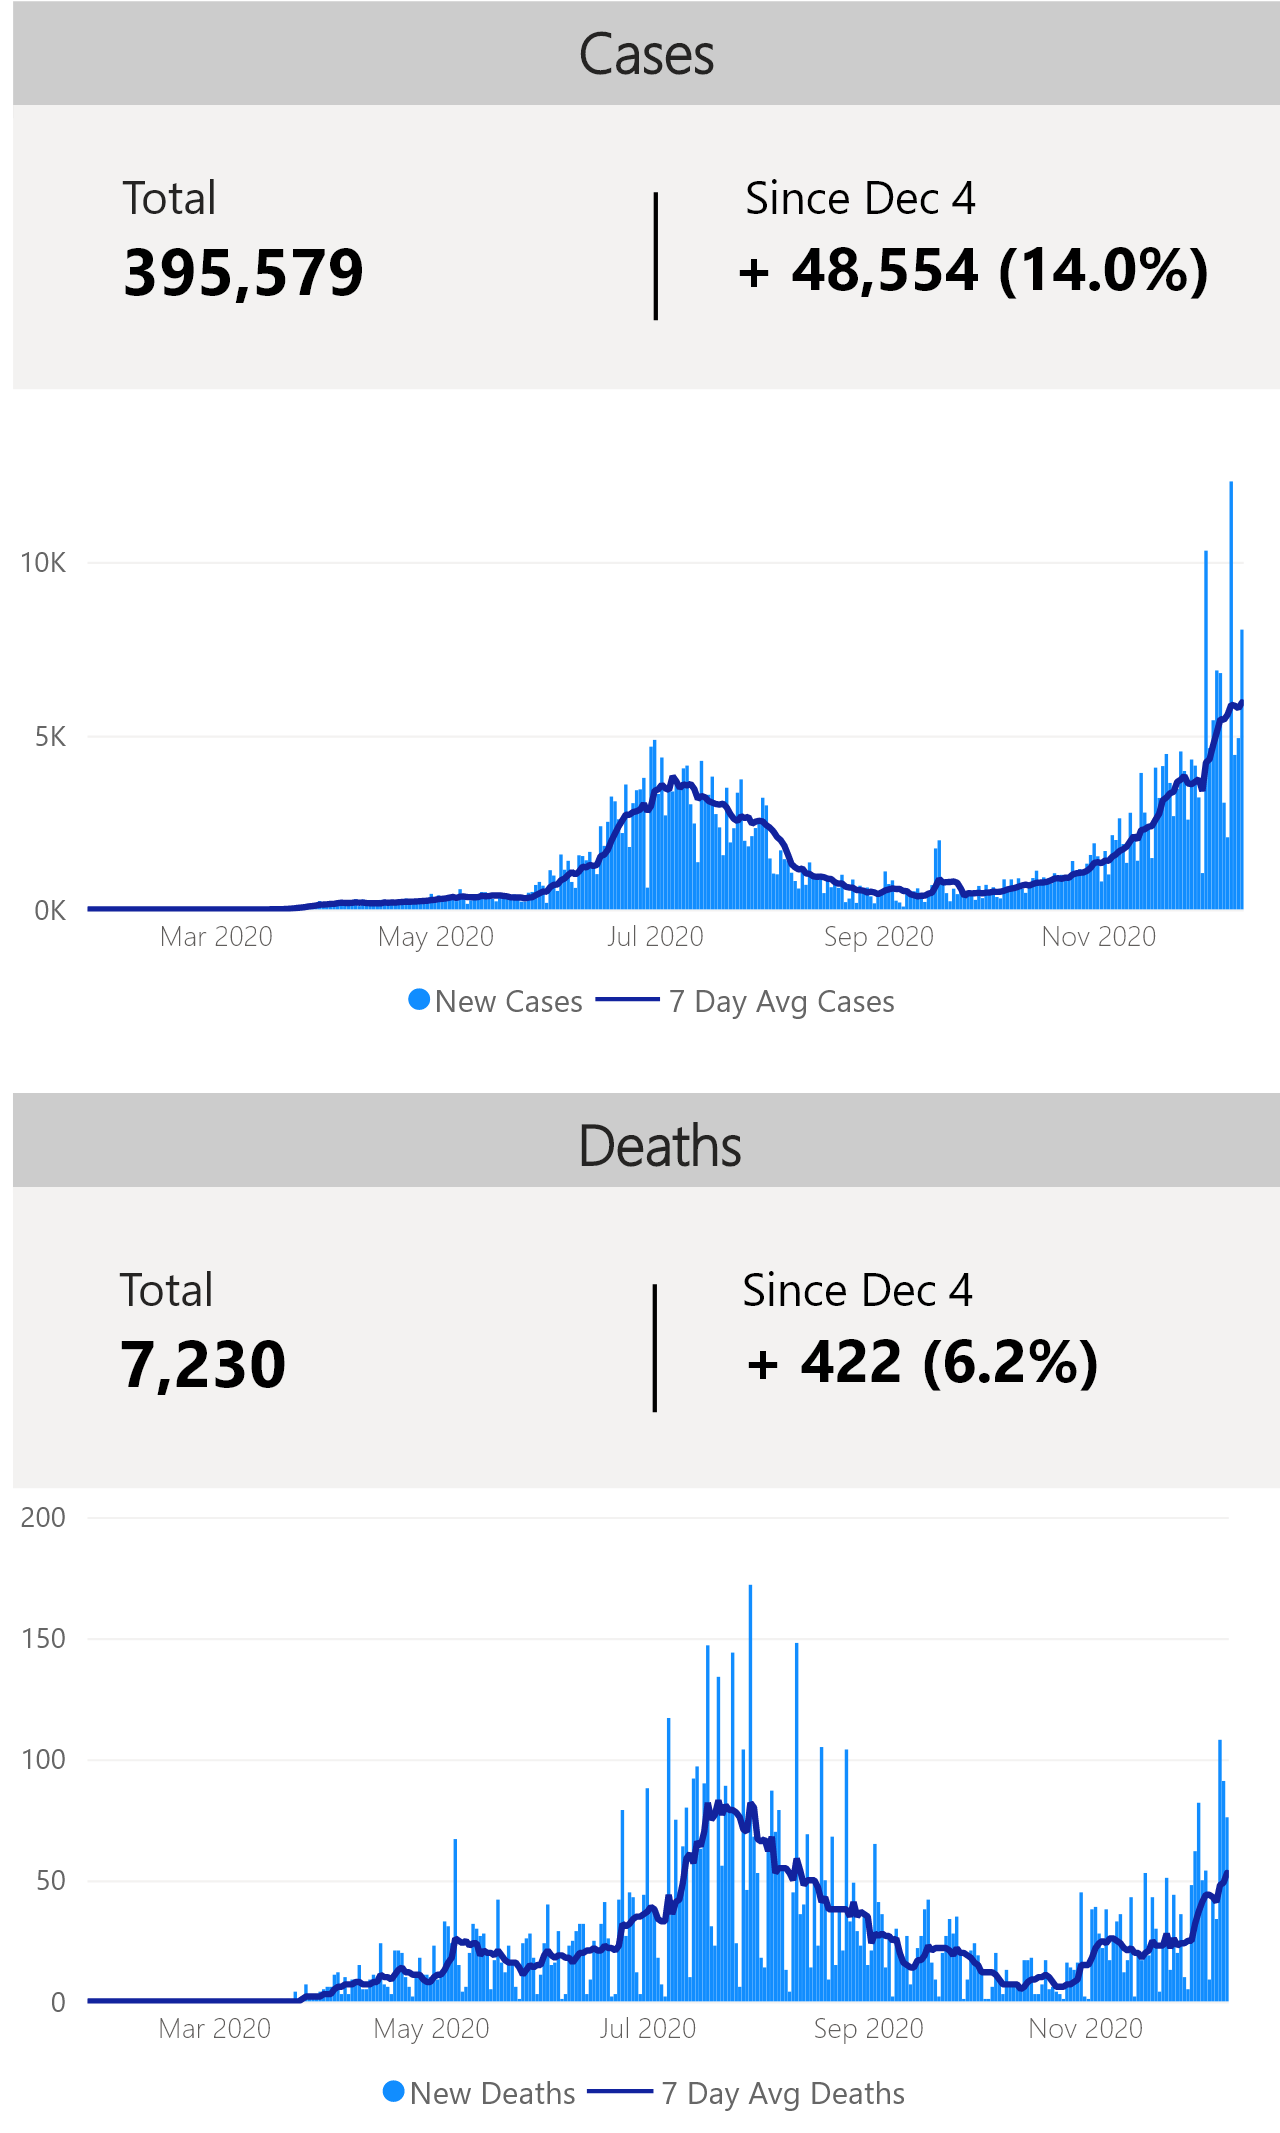 Cases
Total
Since Dec 4
395,579
+ 48,554 (14.0%)
10K
5K
0K
Mar 2020
May 2020
Jul 2020
Sep 2020
Nov 2020
New Cases
7 Day Avg Cases
Deaths
Total
Since Dec 4
7,230
+ 422 (6.2%)
200
150
100
50
0
Mar 2020
May 2020
Jul 2020
Sep 2020
Nov 2020
New Deaths
7 Day Avg Deaths